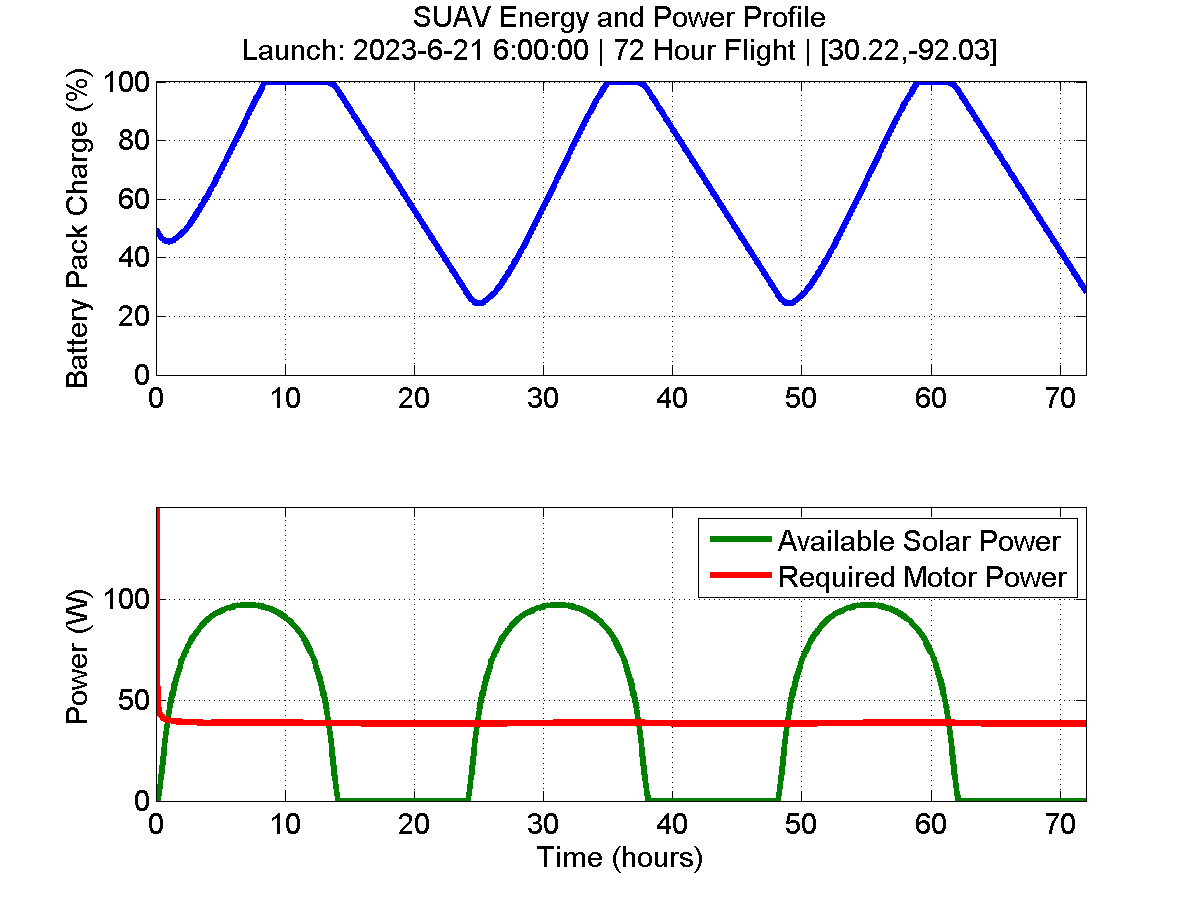 SUAV Energy and Power Profile
Launch: 2023-6-21 6:00:00 | 72 Hour Flight | [30.22,-92.03]
Battery Pack Charge (%)
100
80
60
40
20
0
0 10 20 30 40 50 60 70
Power (W)
100
50
0
Available Solar Power
Required Motor Power
0 10 20 30 40 50 60 70
Time (hours)